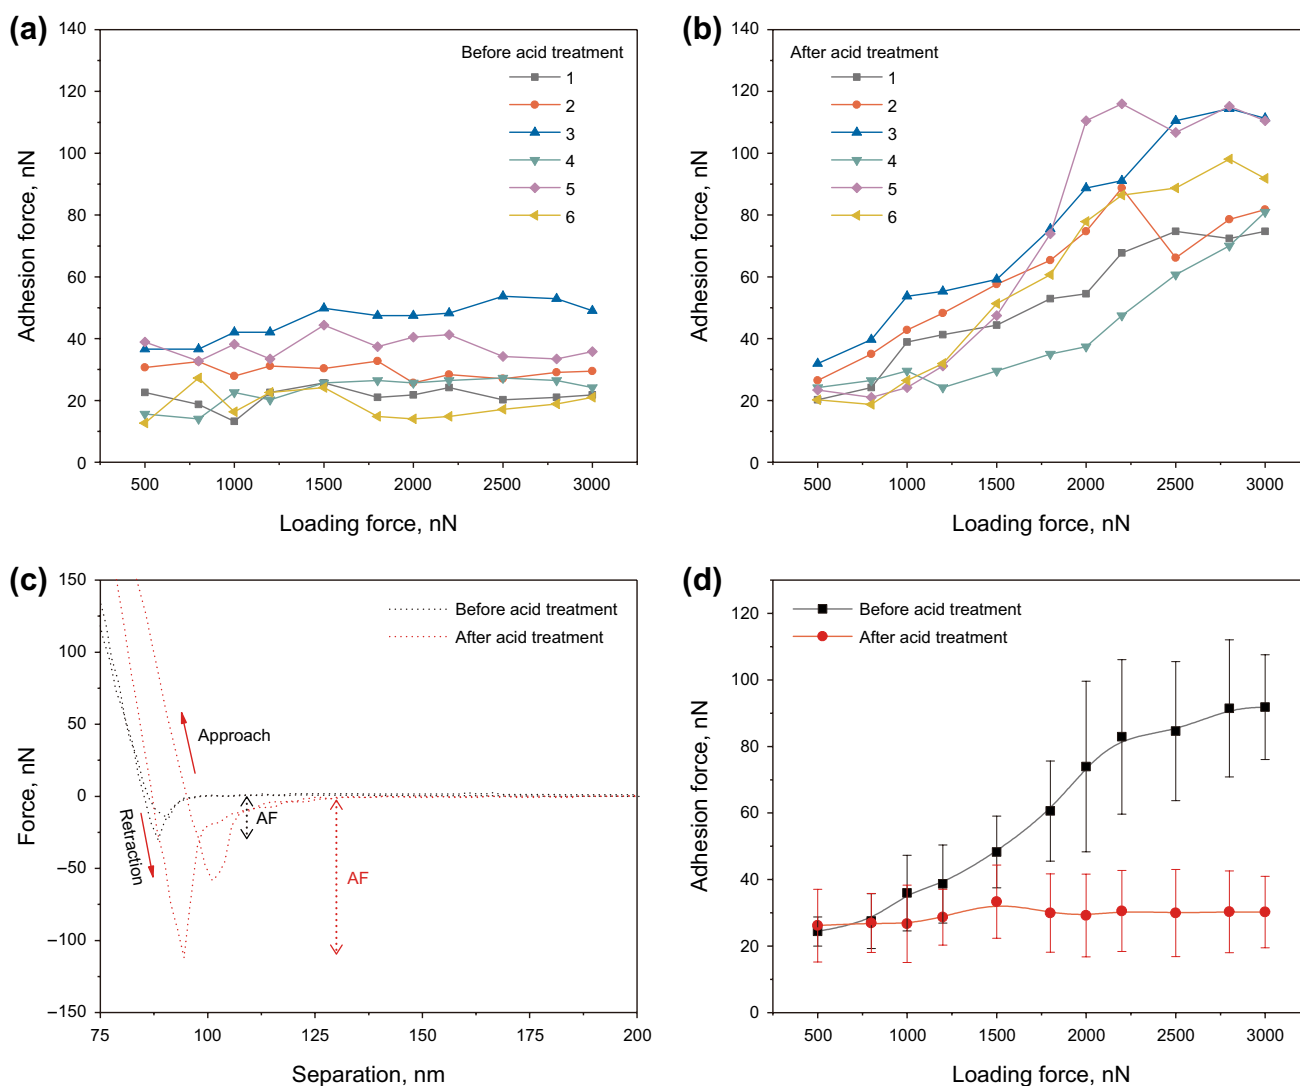 (a)
140
120
100
80
60
40
20
0
Adhesion force, nN
Before acid treatment
1
2
3
4
5
6
500 1000 1500 2000 2500 3000
Loading force, nN
(b)
140
120
100
80
60
40
20
0
Adhesion force, nN
After acid treatment
1
2
3
4
5
6
500 1000 1500 2000 2500 3000
Loading force, nN
(c)
150
100
50
0
−50
−100
−150
Force, nN
Before acid treatment
After acid treatment
Approach
Retraction
AF
AF
75 100 125 150 175 200
Separation, nm
(d)
120
100
80
60
40
20
0
Adhesion force, nN
Before acid treatment
After acid treatment
500 1000 1500 2000 2500 3000
Loading force, nN